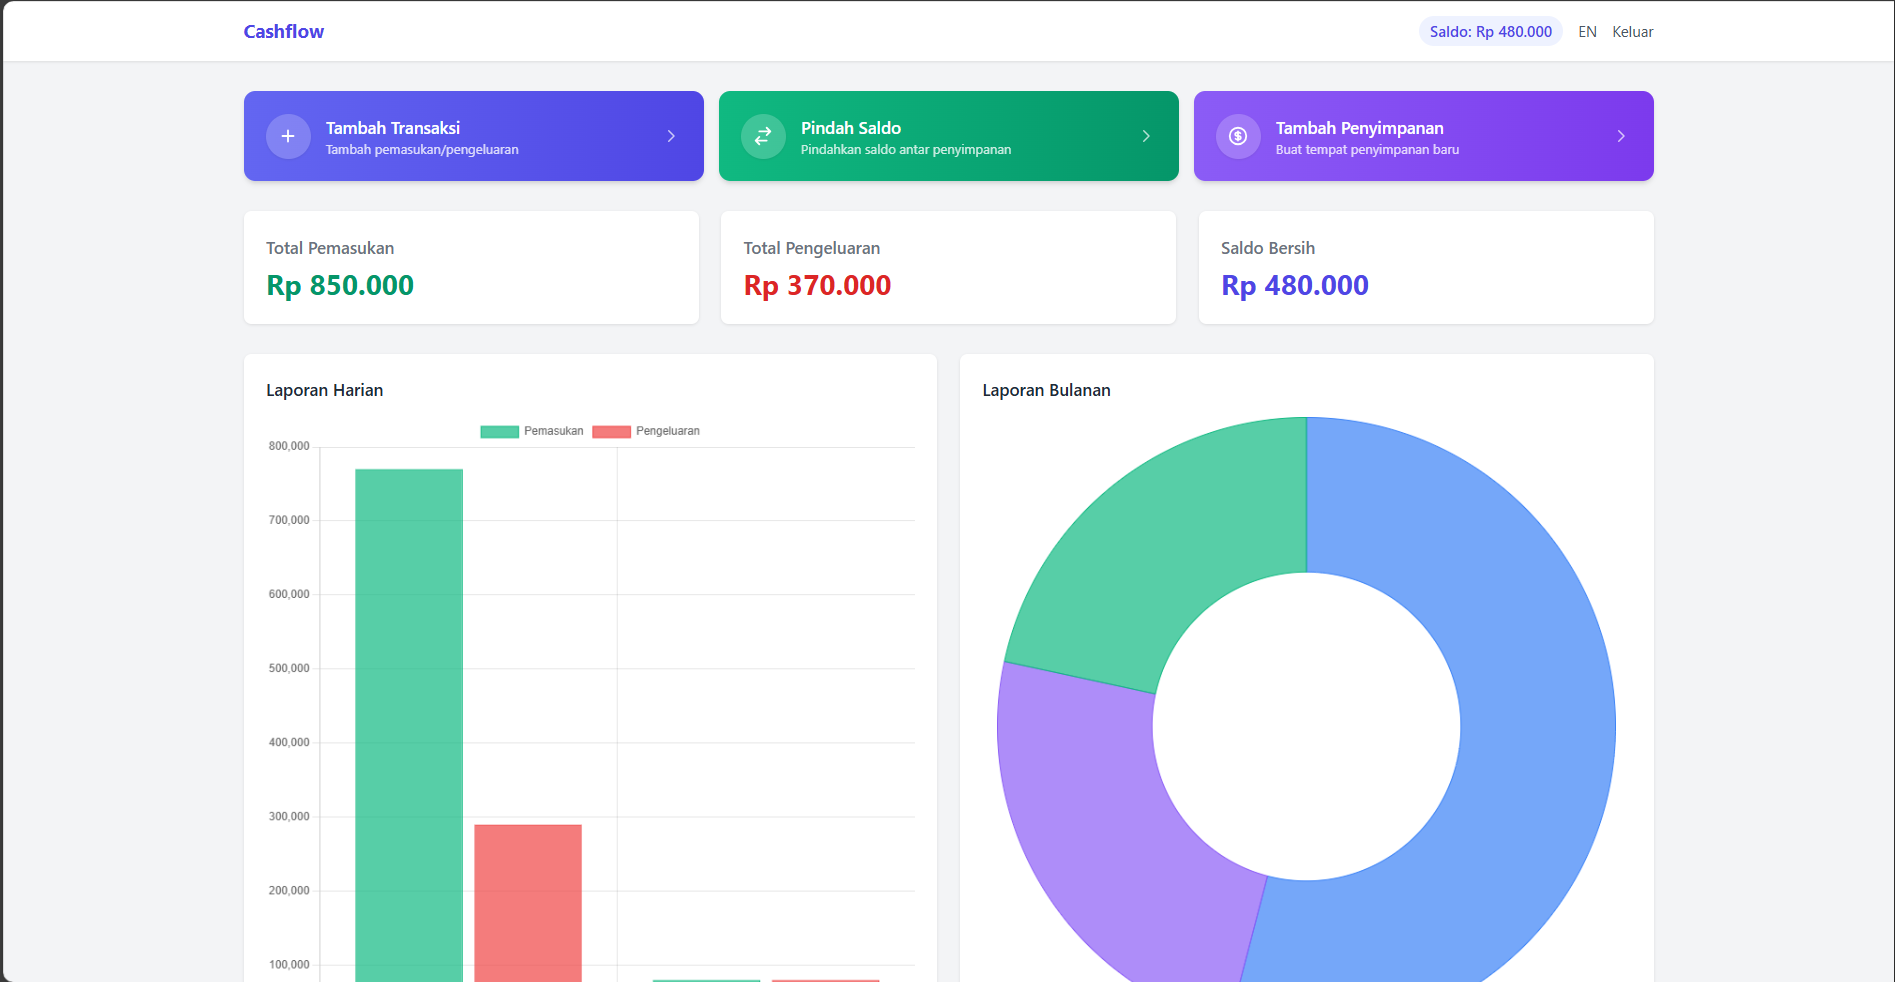 Cashflow
Saldo: Rp 480.000
EN
Keluar
Tambah Transaksi
Tambah pemasukan/pengeluaran
Pindah Saldo
Pindahkan saldo antar penyimpanan
Tambah Penyimpanan
Buat tempat penyimpanan baru
Total Pemasukan
Rp 850.000
Total Pengeluaran
Rp 370.000
Saldo Bersih
Rp 480.000
Laporan Harian
Pemasukan
Pengeluaran
800,000
700,000
600,000
500,000
400,000
300,000
200,000
100,000
Laporan Bulanan